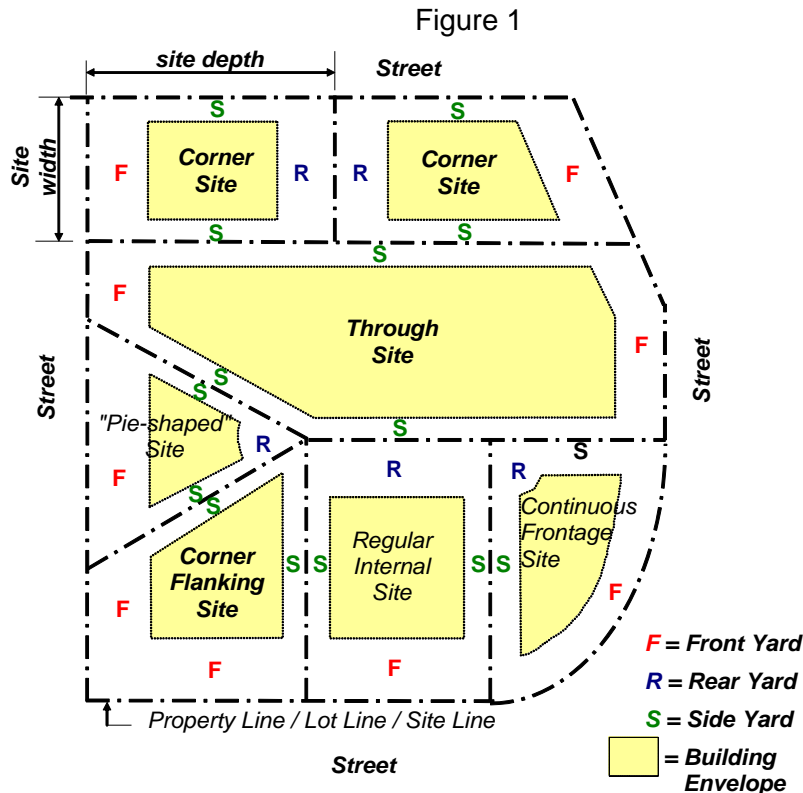 Figure 1
site depth
Street
Site
width
S
S
F
Corner
Site
R
R
Corner
Site
F
S
S
S
F
Through
Site
F
Street
Street
S
S
S
"Pie-shaped"
Site
R
F
S
S
S
R
R
Continuous
Frontage
Site
Regular
Internal
Site
Corner
Flanking
Site
S
S
S
S
F
F
F
F
F = Front Yard
R = Rear Yard
S = Side Yard
= Building
Envelope
Property Line / Lot Line / Site Line
Street